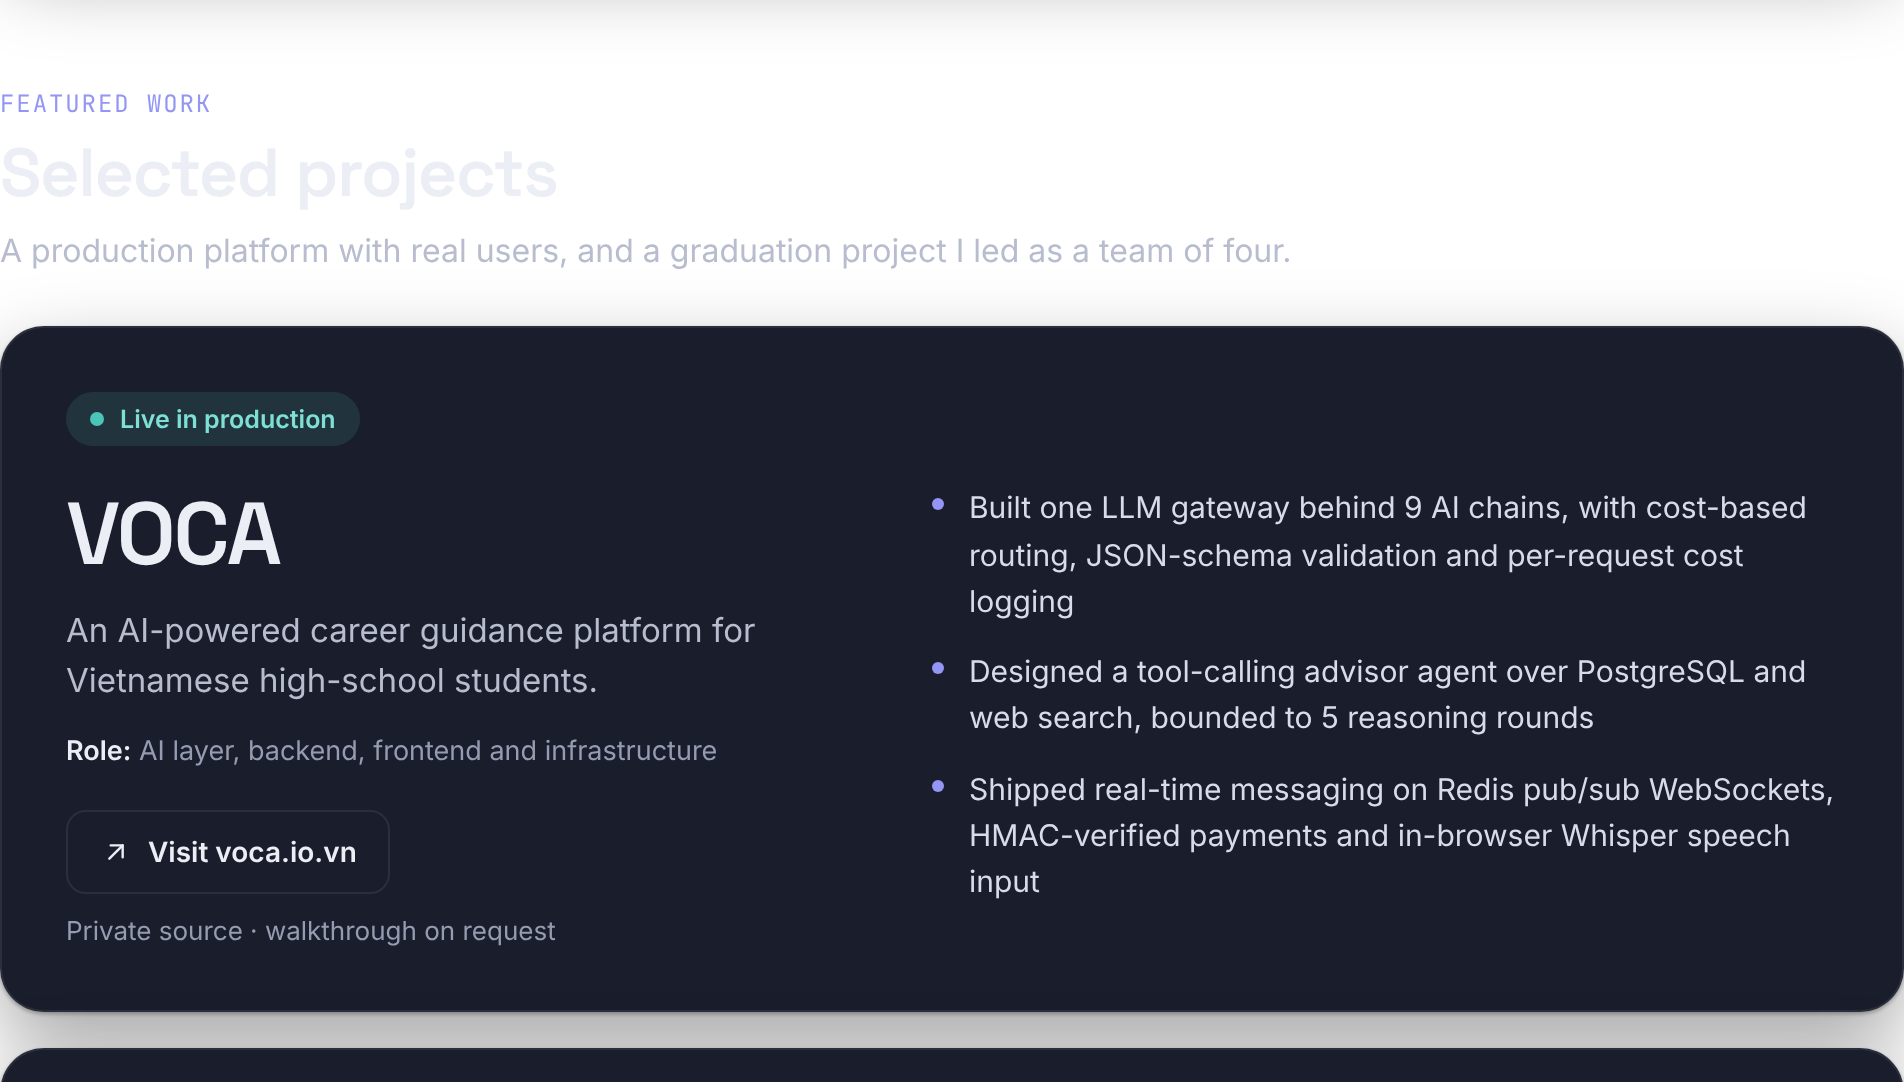 FEATURED WORK
Selected projects
A production platform with real users, and a graduation project I led as a team of four.
Live in production
VOCA
An AI-powered career guidance platform for
Vietnamese high-school students.
Role: AI layer, backend, frontend and infrastructure
Visit voca.io.vn
Private source · walkthrough on request
Built one LLM gateway behind 9 AI chains, with cost-based
routing, JSON-schema validation and per-request cost
logging
Designed a tool-calling advisor agent over PostgreSQL and
web search, bounded to 5 reasoning rounds
Shipped real-time messaging on Redis pub/sub WebSockets,
HMAC-verified payments and in-browser Whisper speech
input